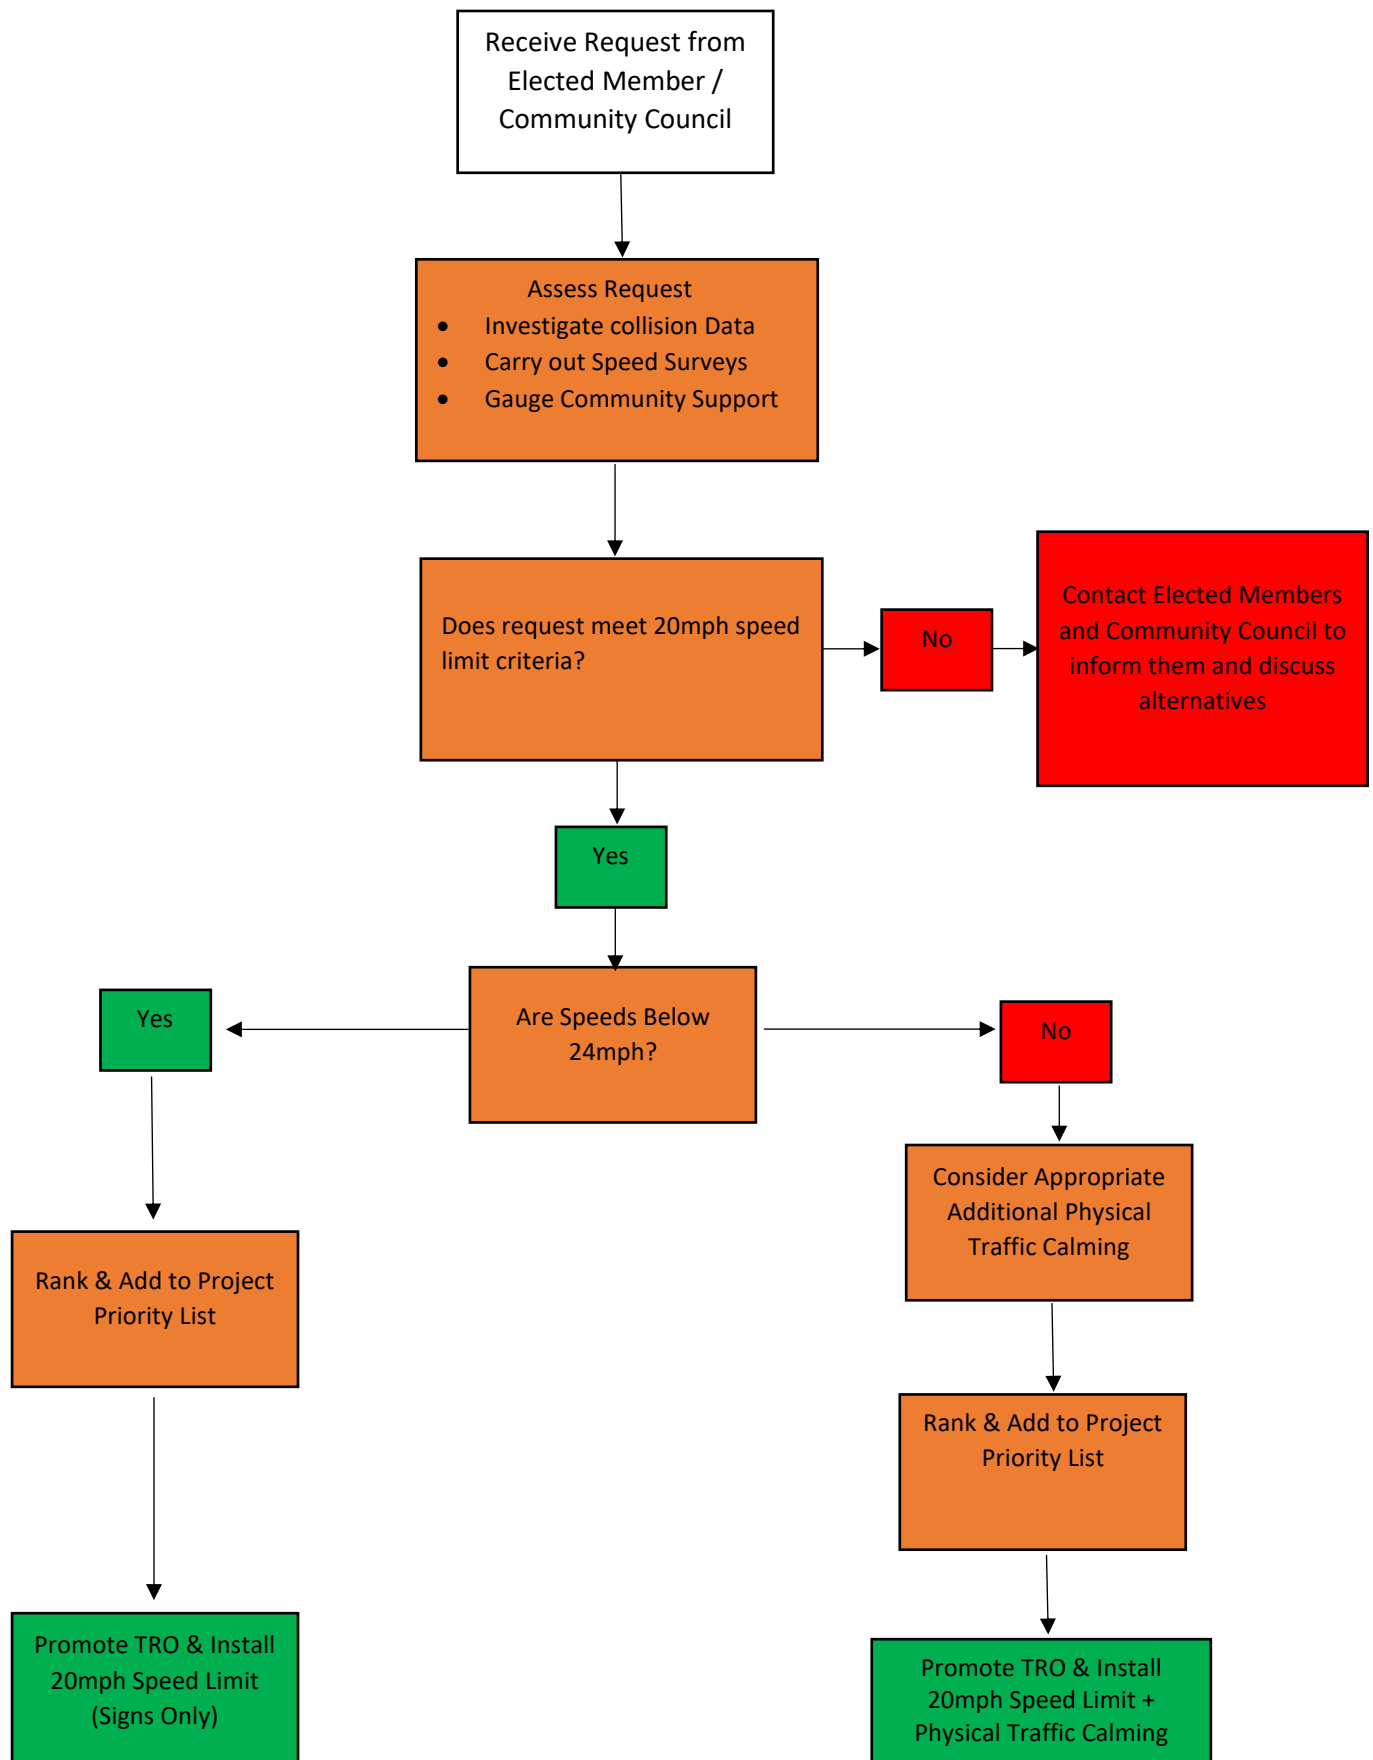 Receive Request from
Elected Member /
Community Council
Assess Request
• Investigate collision Data
• Carry out Speed Surveys
• Gauge Community Support
Does request meet 20mph speed
limit criteria?
No
Contact Elected Members
and Community Council to
inform them and discuss
alternatives
Yes
Are Speeds Below
24mph?
Yes
No
Consider Appropriate
Additional Physical
Traffic Calming
Rank & Add to Project
Priority List
Rank & Add to Project
Priority List
Promote TRO & Install
20mph Speed Limit
(Signs Only)
Promote TRO & Install
20mph Speed Limit +
Physical Traffic Calming